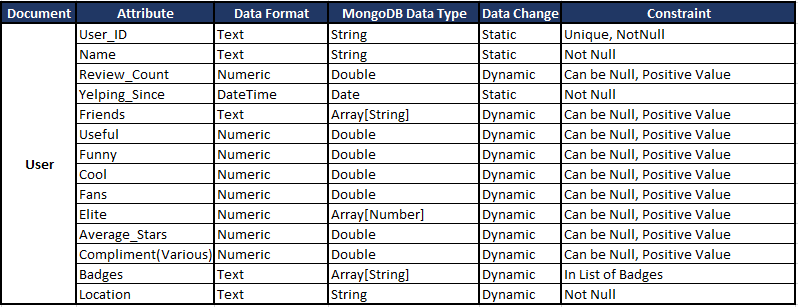 Document Attribute Data Format MongoDB Data Type Data Change Constraint
User_ID Text String Static Unique, NotNull
Name Text String Static Not Null
Review_Count Numeric Double Dynamic Can be Null, Positive Value
Yelping_Since DateTime Date Static Not Null
Friends Text Array[String] Dynamic Can be Null, Positive Value
Useful Numeric Double Dynamic Can be Null, Positive Value
Funny Numeric Double Dynamic Can be Null, Positive Value
User
Cool Numeric Double Dynamic Can be Null, Positive Value
Fans Numeric Double Dynamic Can be Null, Positive Value
Elite Numeric Array[Number] Dynamic Can be Null, Positive Value
Average_Stars Numeric Double Dynamic Can be Null, Positive Value
Compliment(Various) Numeric Double Dynamic Can be Null, Positive Value
Badges Text Array[String] Dynamic In List of Badges
Location Text String Dynamic Not Null